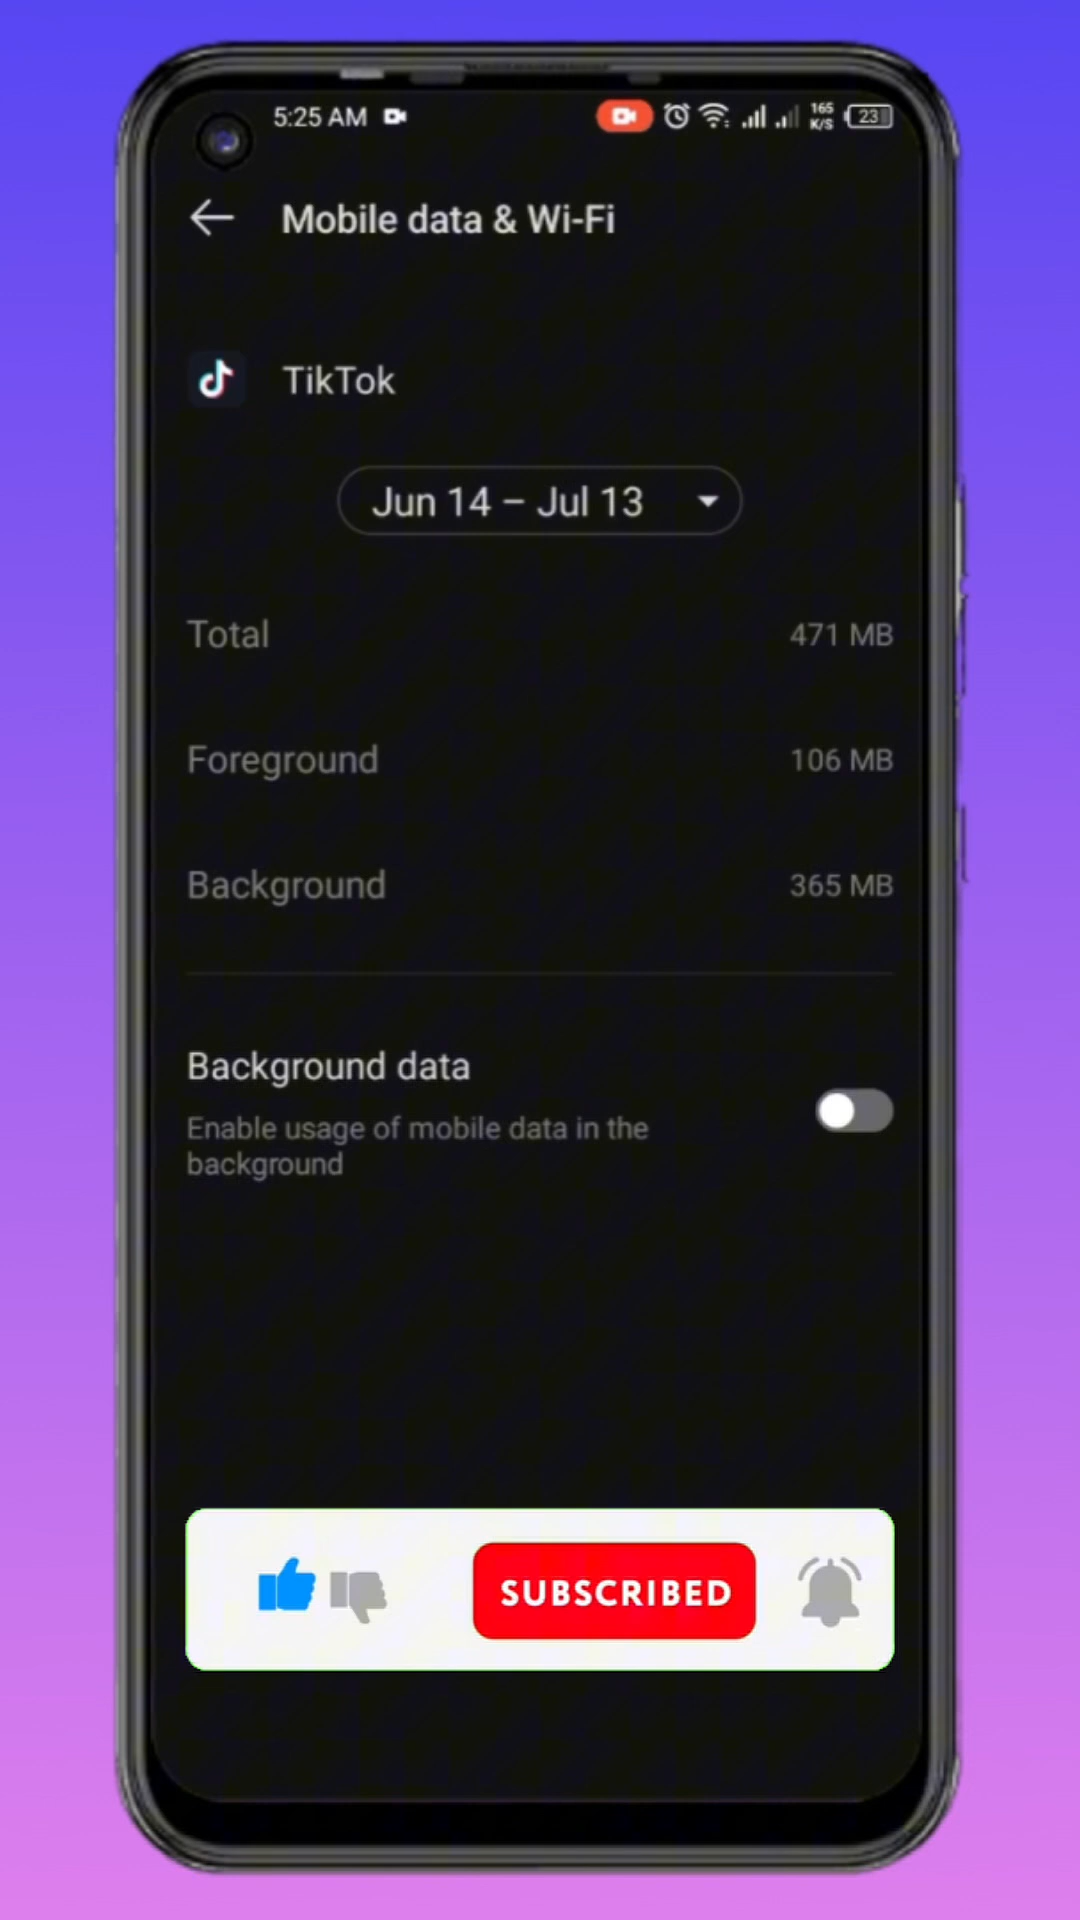 5:25 AM 165 K/S 23
Mobile data & Wi-Fi
TikTok
Jun 14 – Jul 13
Total 471 MB
Foreground 106 MB
Background 365 MB
Background data
Enable usage of mobile data in the
background
SUBSCRIBED